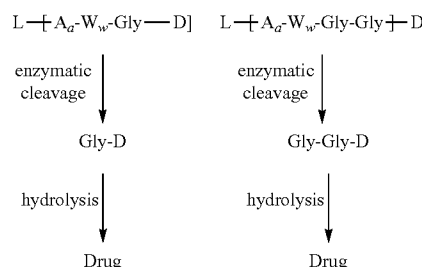 L—[A_a-W_w-Gly—D] L—[A_a-W_w-Gly-Gly]—D
enzymatic cleavage enzymatic cleavage
Gly-D Gly-Gly-D
hydrolysis hydrolysis
Drug Drug